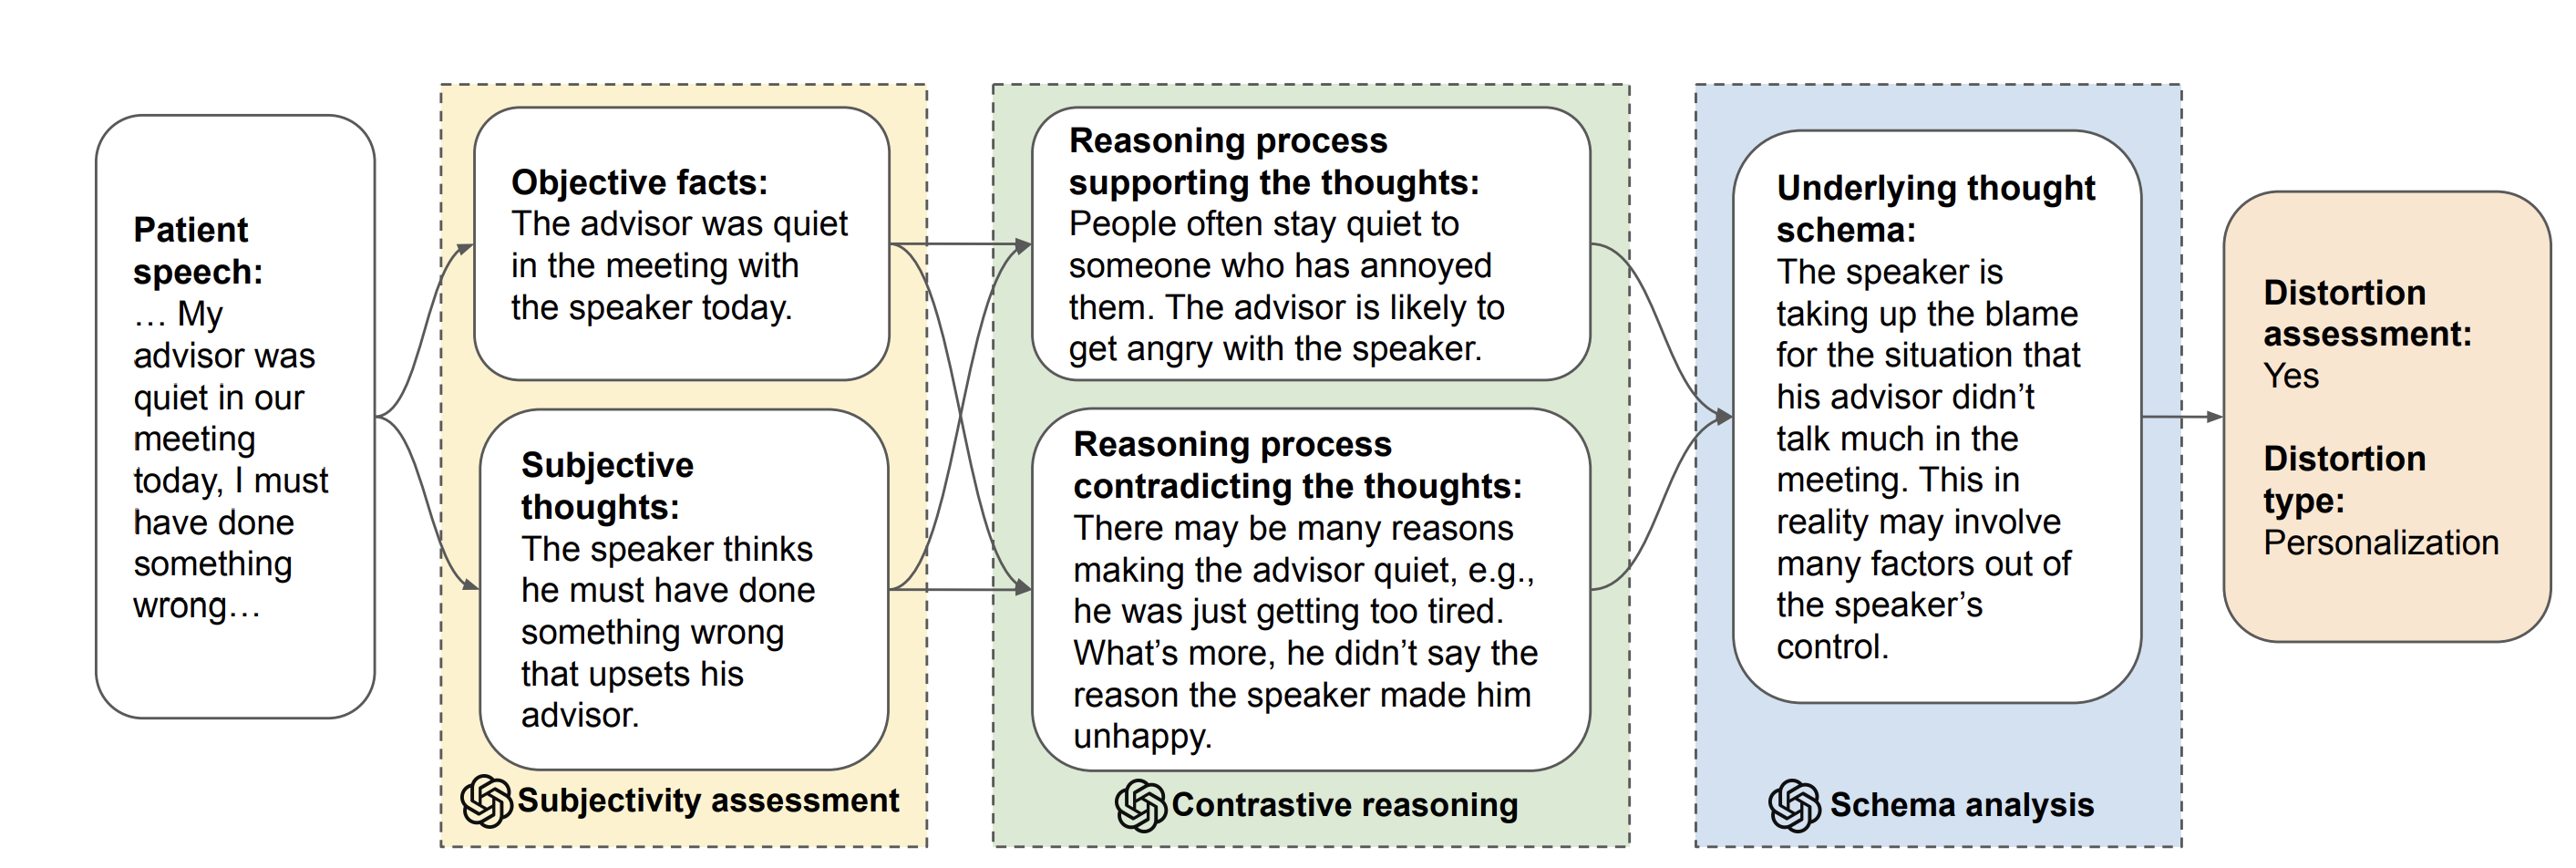 Patient
speech:
… My
advisor was
quiet in our
meeting
today, I must
have done
something
wrong…
Objective facts:
The advisor was quiet
in the meeting with
the speaker today.
Subjective
thoughts:
The speaker thinks
he must have done
something wrong
that upsets his
advisor.
Subjectivity assessment
Reasoning process
supporting the thoughts:
People often stay quiet to
someone who has annoyed
them. The advisor is likely to
get angry with the speaker.
Reasoning process
contradicting the thoughts:
There may be many reasons
making the advisor quiet, e.g.,
he was just getting too tired.
What’s more, he didn’t say the
reason the speaker made him
unhappy.
Contrastive reasoning
Underlying thought
schema:
The speaker is
taking up the blame
for the situation that
his advisor didn’t
talk much in the
meeting. This in
reality may involve
many factors out of
the speaker’s
control.
Schema analysis
Distortion
assessment:
Yes
Distortion
type:
Personalization